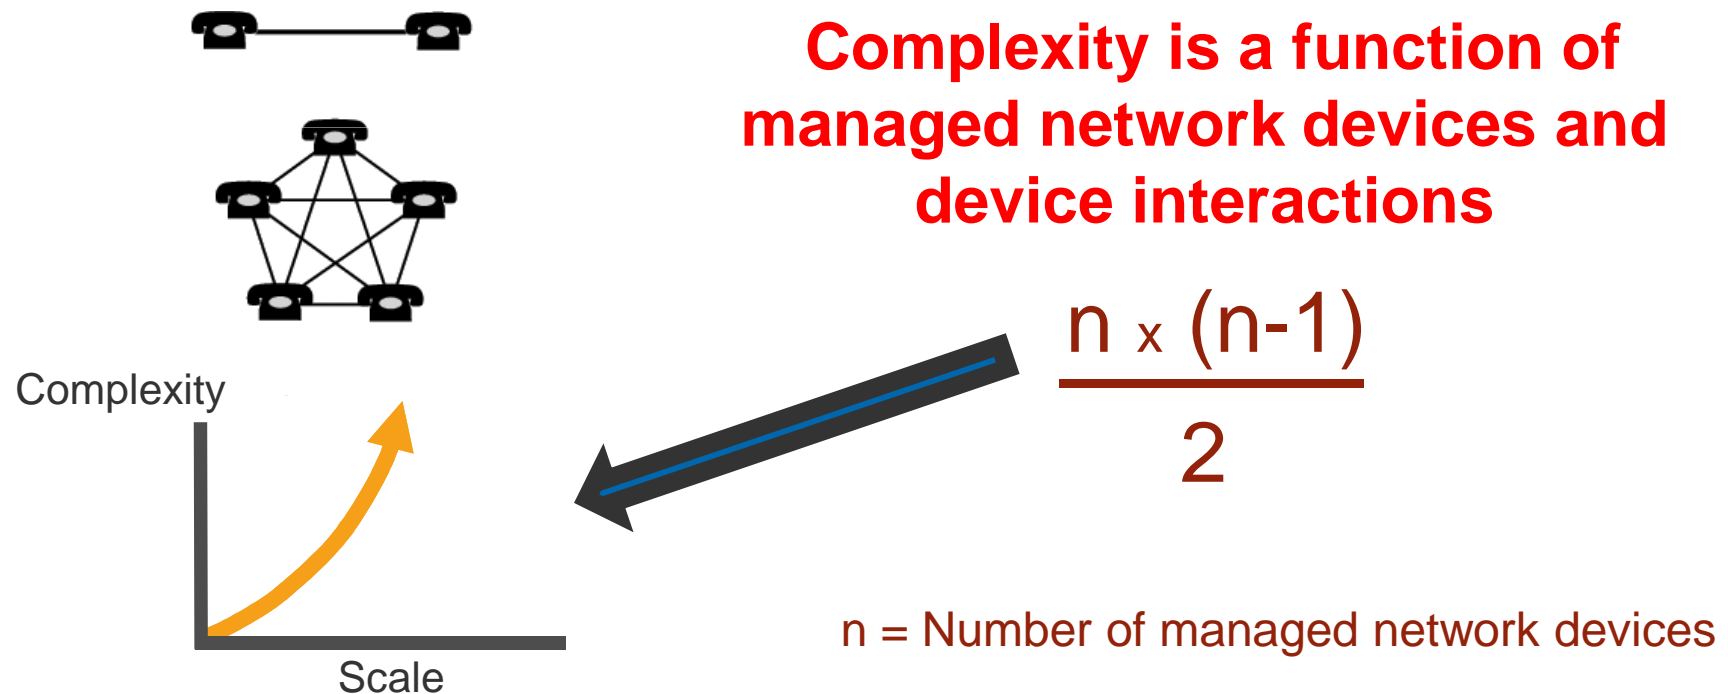 Complexity is a function of
managed network devices and
device interactions
n x (n-1)
2
Complexity
Scale
n = Number of managed network devices